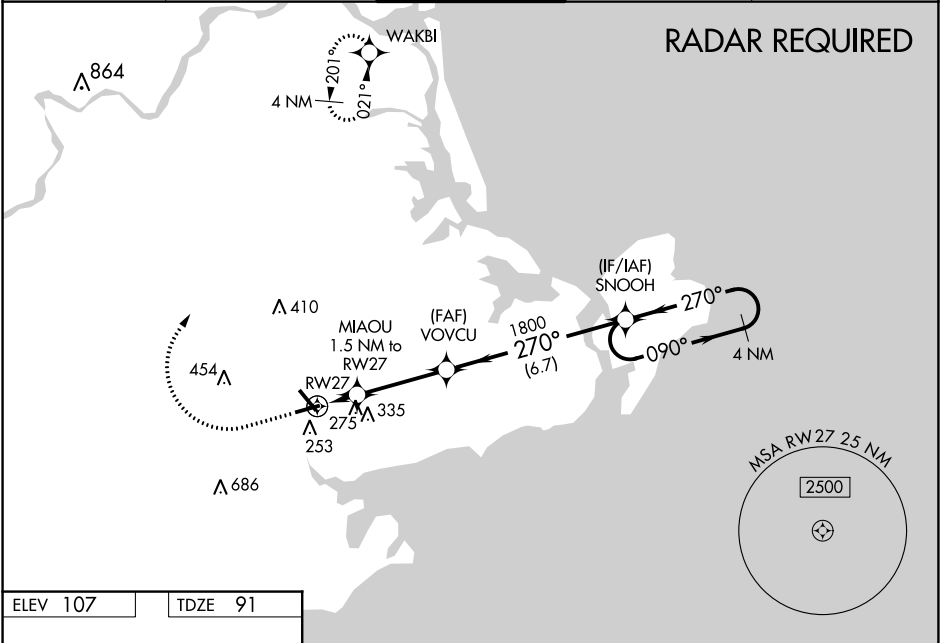 RADAR REQUIRED
WAKBI
864
201°
021°
4 NM
(IF/IAF)
SNOOH
270°
090°
4 NM
1800
270°
(6.7)
(FAF)
VOVCU
MIAOU
1.5 NM to
RW27
410
454
RW27
275
335
253
686
MSA RW27 25 NM
2500
ELEV 107
TDZE 91